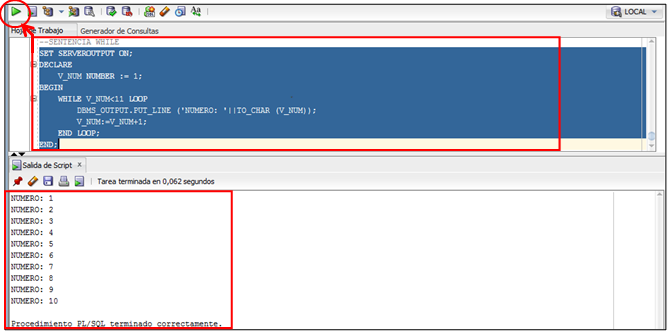 LOCAL
Hoja de Trabajo Generador de Consultas
--SENTENCIA WHILE
SET SERVEROUTPUT ON;
DECLARE
V_NUM NUMBER := 1;
BEGIN
WHILE V_NUM<11 LOOP
DBMS_OUTPUT.PUT_LINE ('NUMERO: '||TO_CHAR (V_NUM));
V_NUM:=V_NUM+1;
END LOOP;
END;
Salida de Script x
Tarea terminada en 0,062 segundos
NUMERO: 1
NUMERO: 2
NUMERO: 3
NUMERO: 4
NUMERO: 5
NUMERO: 6
NUMERO: 7
NUMERO: 8
NUMERO: 9
NUMERO: 10
Procedimiento PL/SQL terminado correctamente.